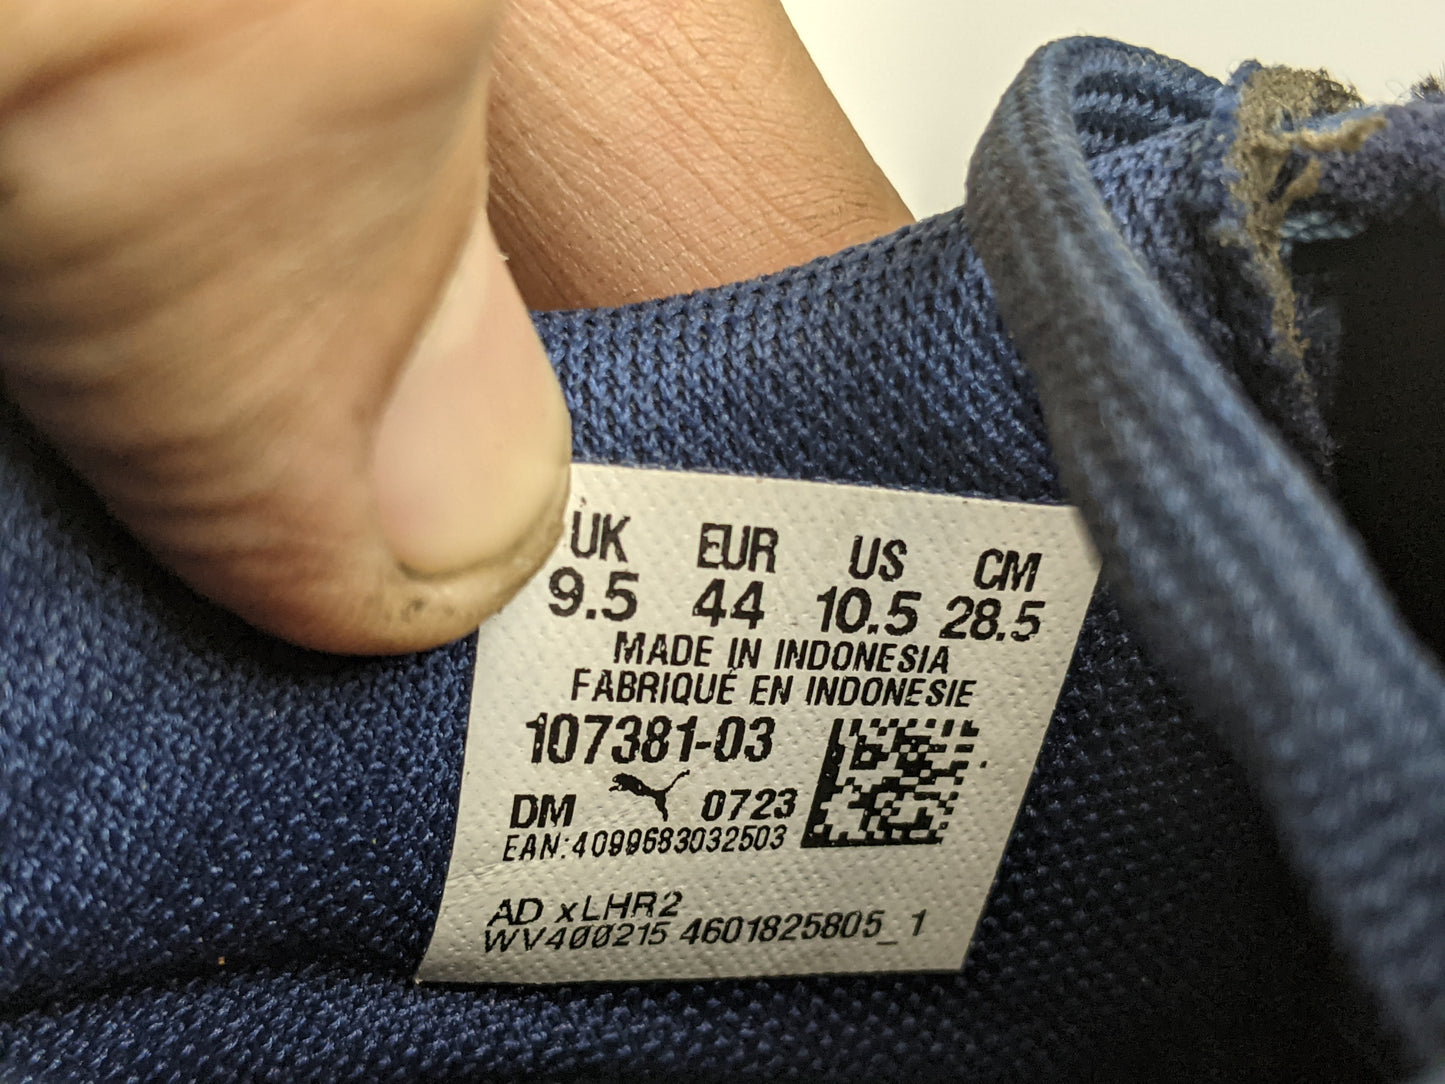 UK EUR US CM
9.5 44 10.5 28.5
MADE IN INDONESIA
FABRIQUÉ EN INDONESIE
107381-03
DM 0723
EAN:4099683032503
AD xLHR2
WV400215 4601825805_1